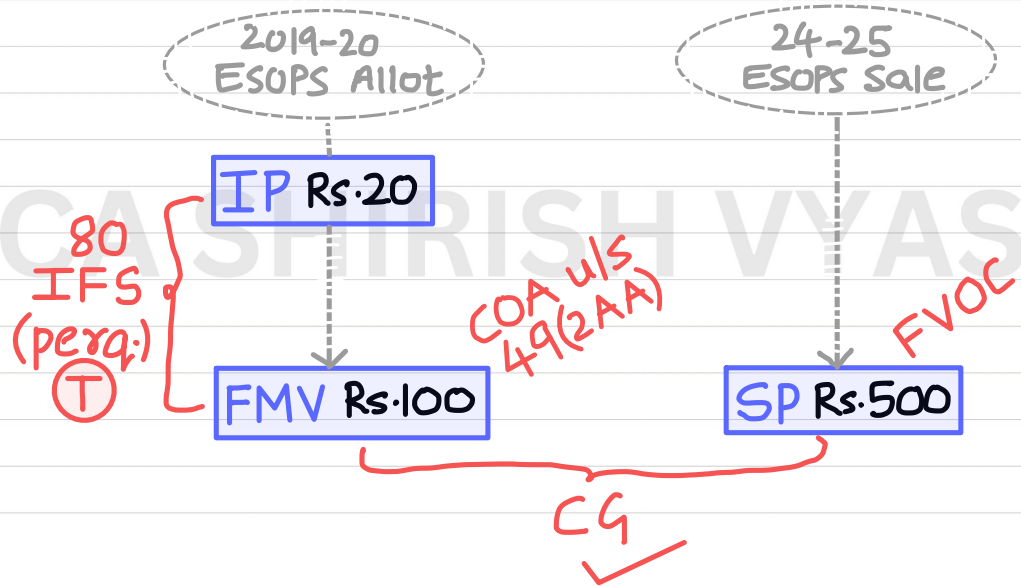 2019-20
ESOPS Allot
24-25
ESOPS Sale
IP Rs.20
CA SHIRISH VYAS
80
IFS
(perq.)
T
COA u/s
49(2AA)
FVOC
FMV Rs.100
SP Rs.500
CG